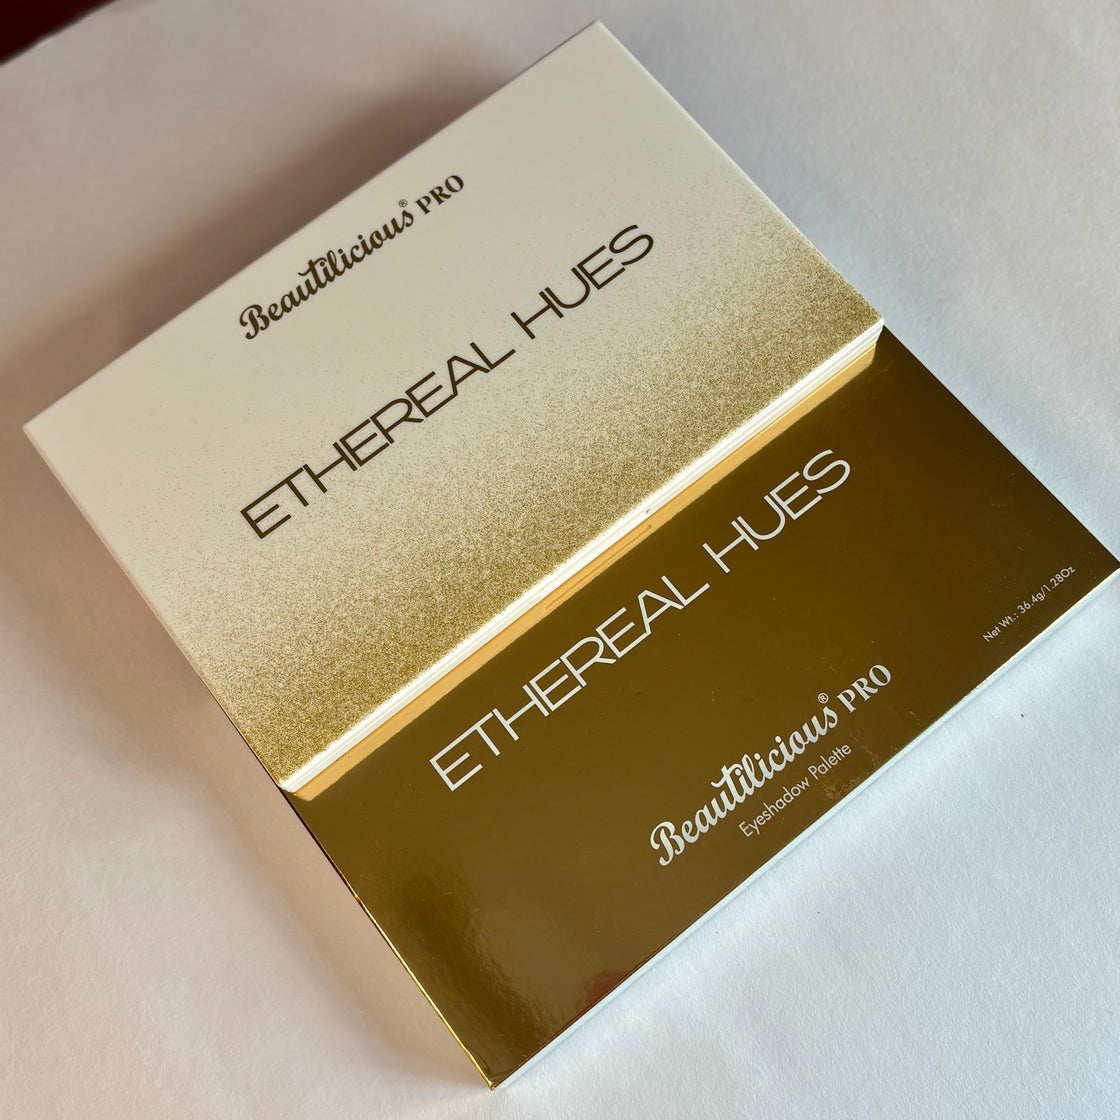 Beautilicious® PRO
ETHEREAL HUES
ETHEREAL HUES
Net Wt.: 36.4g/1.28Oz
Beautilicious® PRO
Eyeshadow Palette